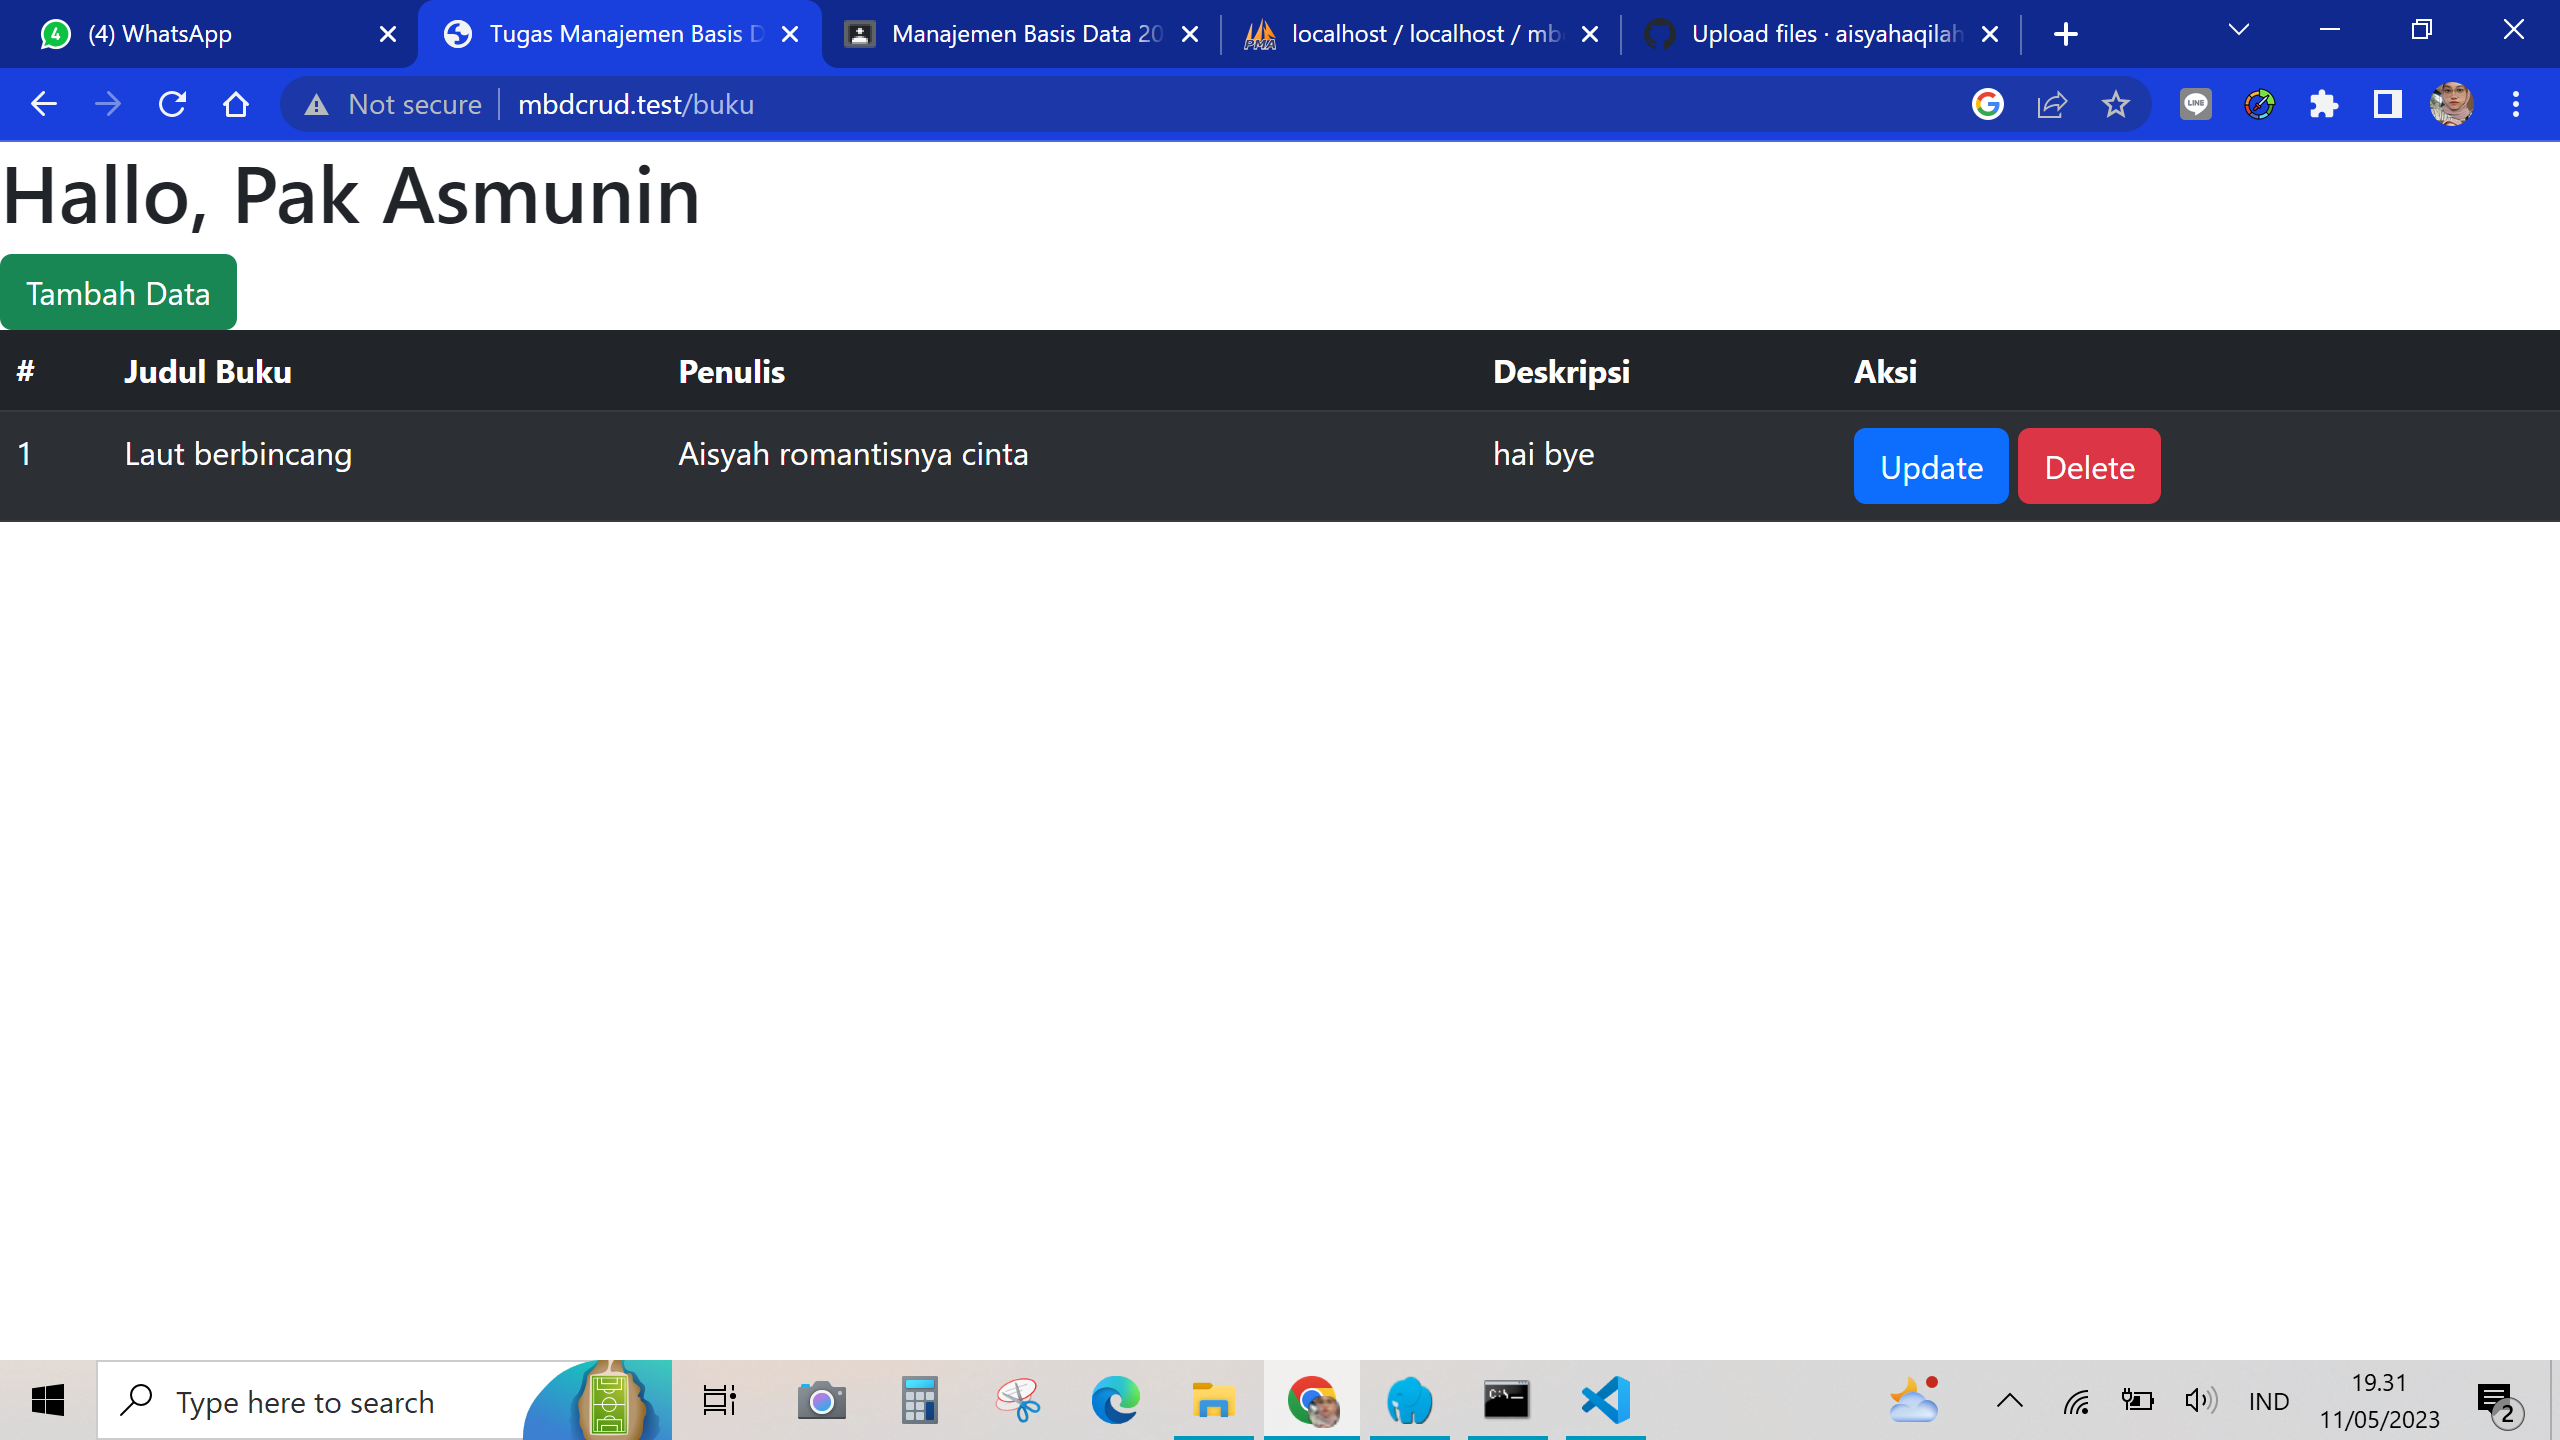 (4) WhatsApp
Tugas Manajemen Basis D
Manajemen Basis Data 20
localhost / localhost / mb
Upload files · aisyahaqilah
Not secure
mbdcrud.test/buku
Hallo, Pak Asmunin
Tambah Data
# Judul Buku Penulis Deskripsi Aksi
1 Laut berbincang Aisyah romantisnya cinta hai bye Update Delete
Type here to search
IND
19.31
11/05/2023
2